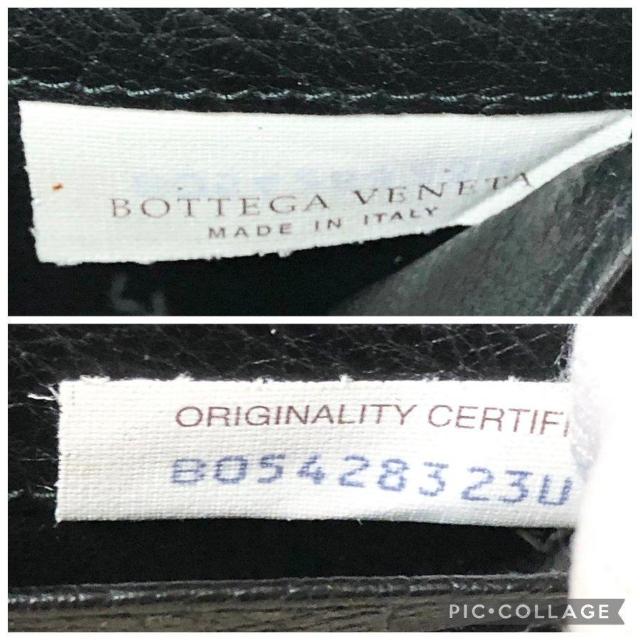 BOTTEGA VENETA
MADE IN ITALY
ORIGINALITY CERTIFI
B05428323U
PIC•COLLAGE